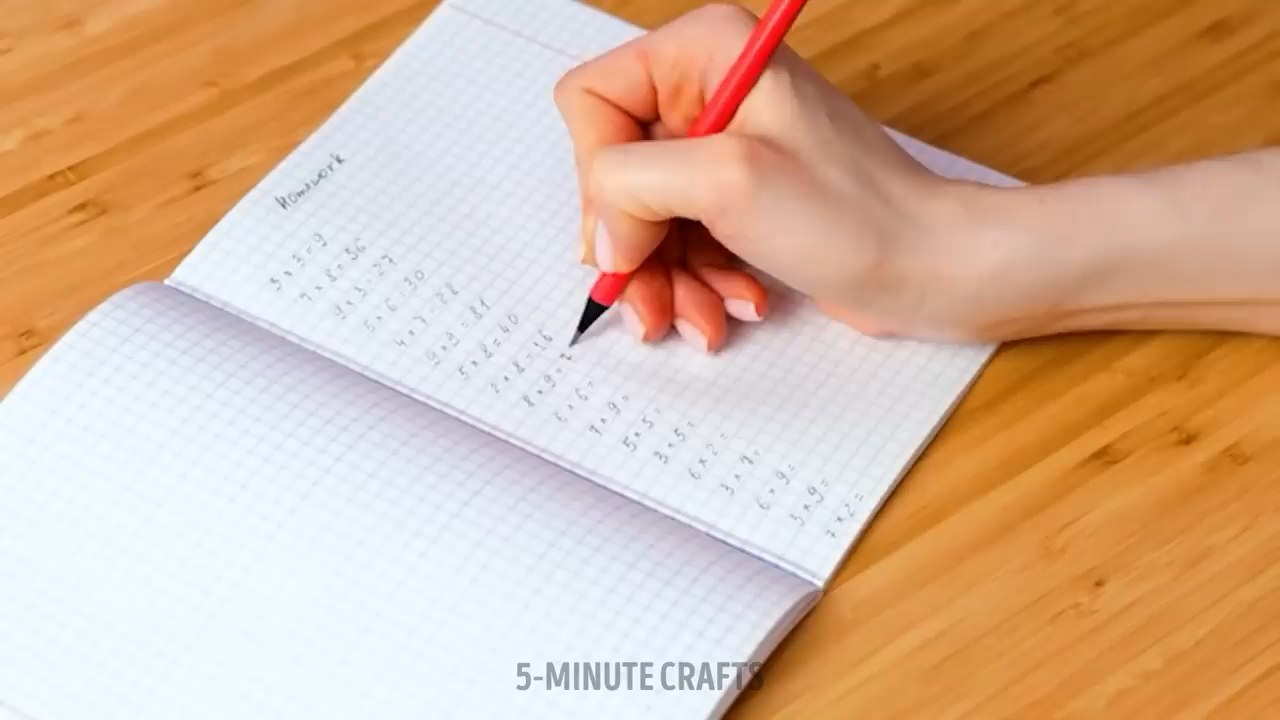 Homework
3 x 3 = 9
7 x 8 = 56
9 x 3 = 27
5 x 6 = 30
4 x 7 = 28
9 x 9 = 81
5 x 8 = 40
2 x 8 = 16
8 x 9 = 7
6 x 6 =
7 x 9 =
5 x 5 =
3 x 5 =
6 x 2 =
3 x 7 =
6 x 9 =
3 x 9 =
7 x 2 =
5-MINUTE CRAFTS